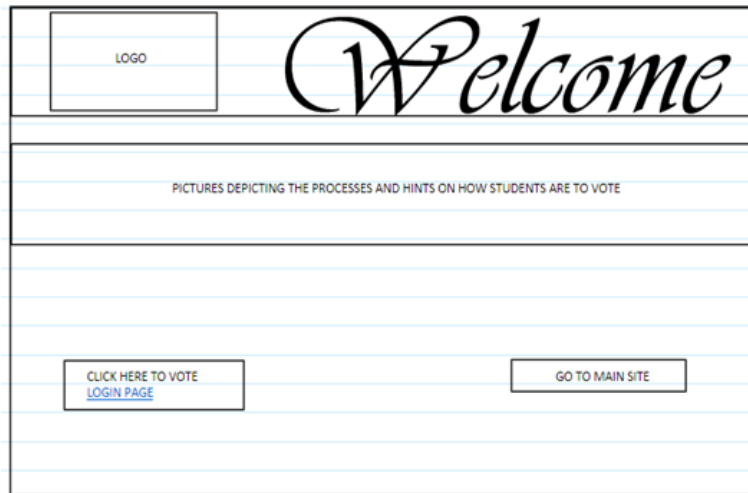 LOGO
Welcome
PICTURES DEPICTING THE PROCESSES AND HINTS ON HOW STUDENTS ARE TO VOTE
CLICK HERE TO VOTE
LOGIN PAGE
GO TO MAIN SITE